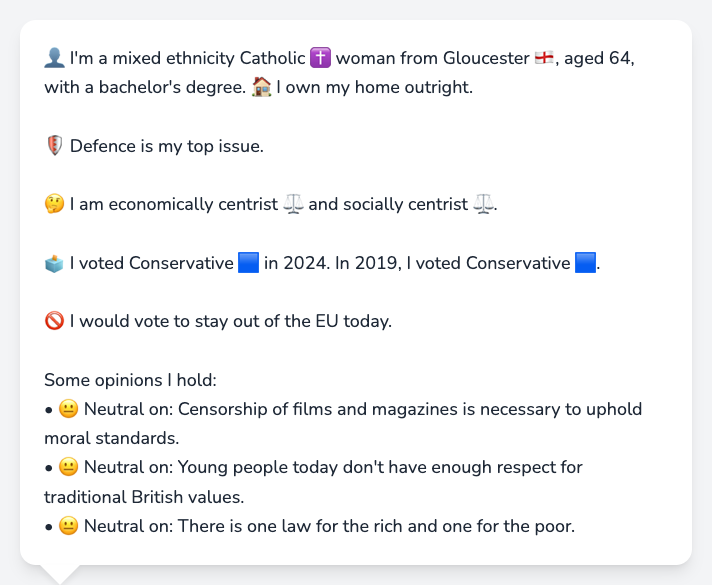 👤 I'm a mixed ethnicity Catholic ✝️ woman from Gloucester 🏴󠁧󠁢󠁥󠁮󠁧󠁿, aged 64,
with a bachelor's degree. 🏠 I own my home outright.
🛡️ Defence is my top issue.
🤔 I am economically centrist ⚖️ and socially centrist ⚖️.
🗳️ I voted Conservative 🟦 in 2024. In 2019, I voted Conservative 🟦.
🚫 I would vote to stay out of the EU today.
Some opinions I hold:
• 😐 Neutral on: Censorship of films and magazines is necessary to uphold
moral standards.
• 😐 Neutral on: Young people today don't have enough respect for
traditional British values.
• 😐 Neutral on: There is one law for the rich and one for the poor.